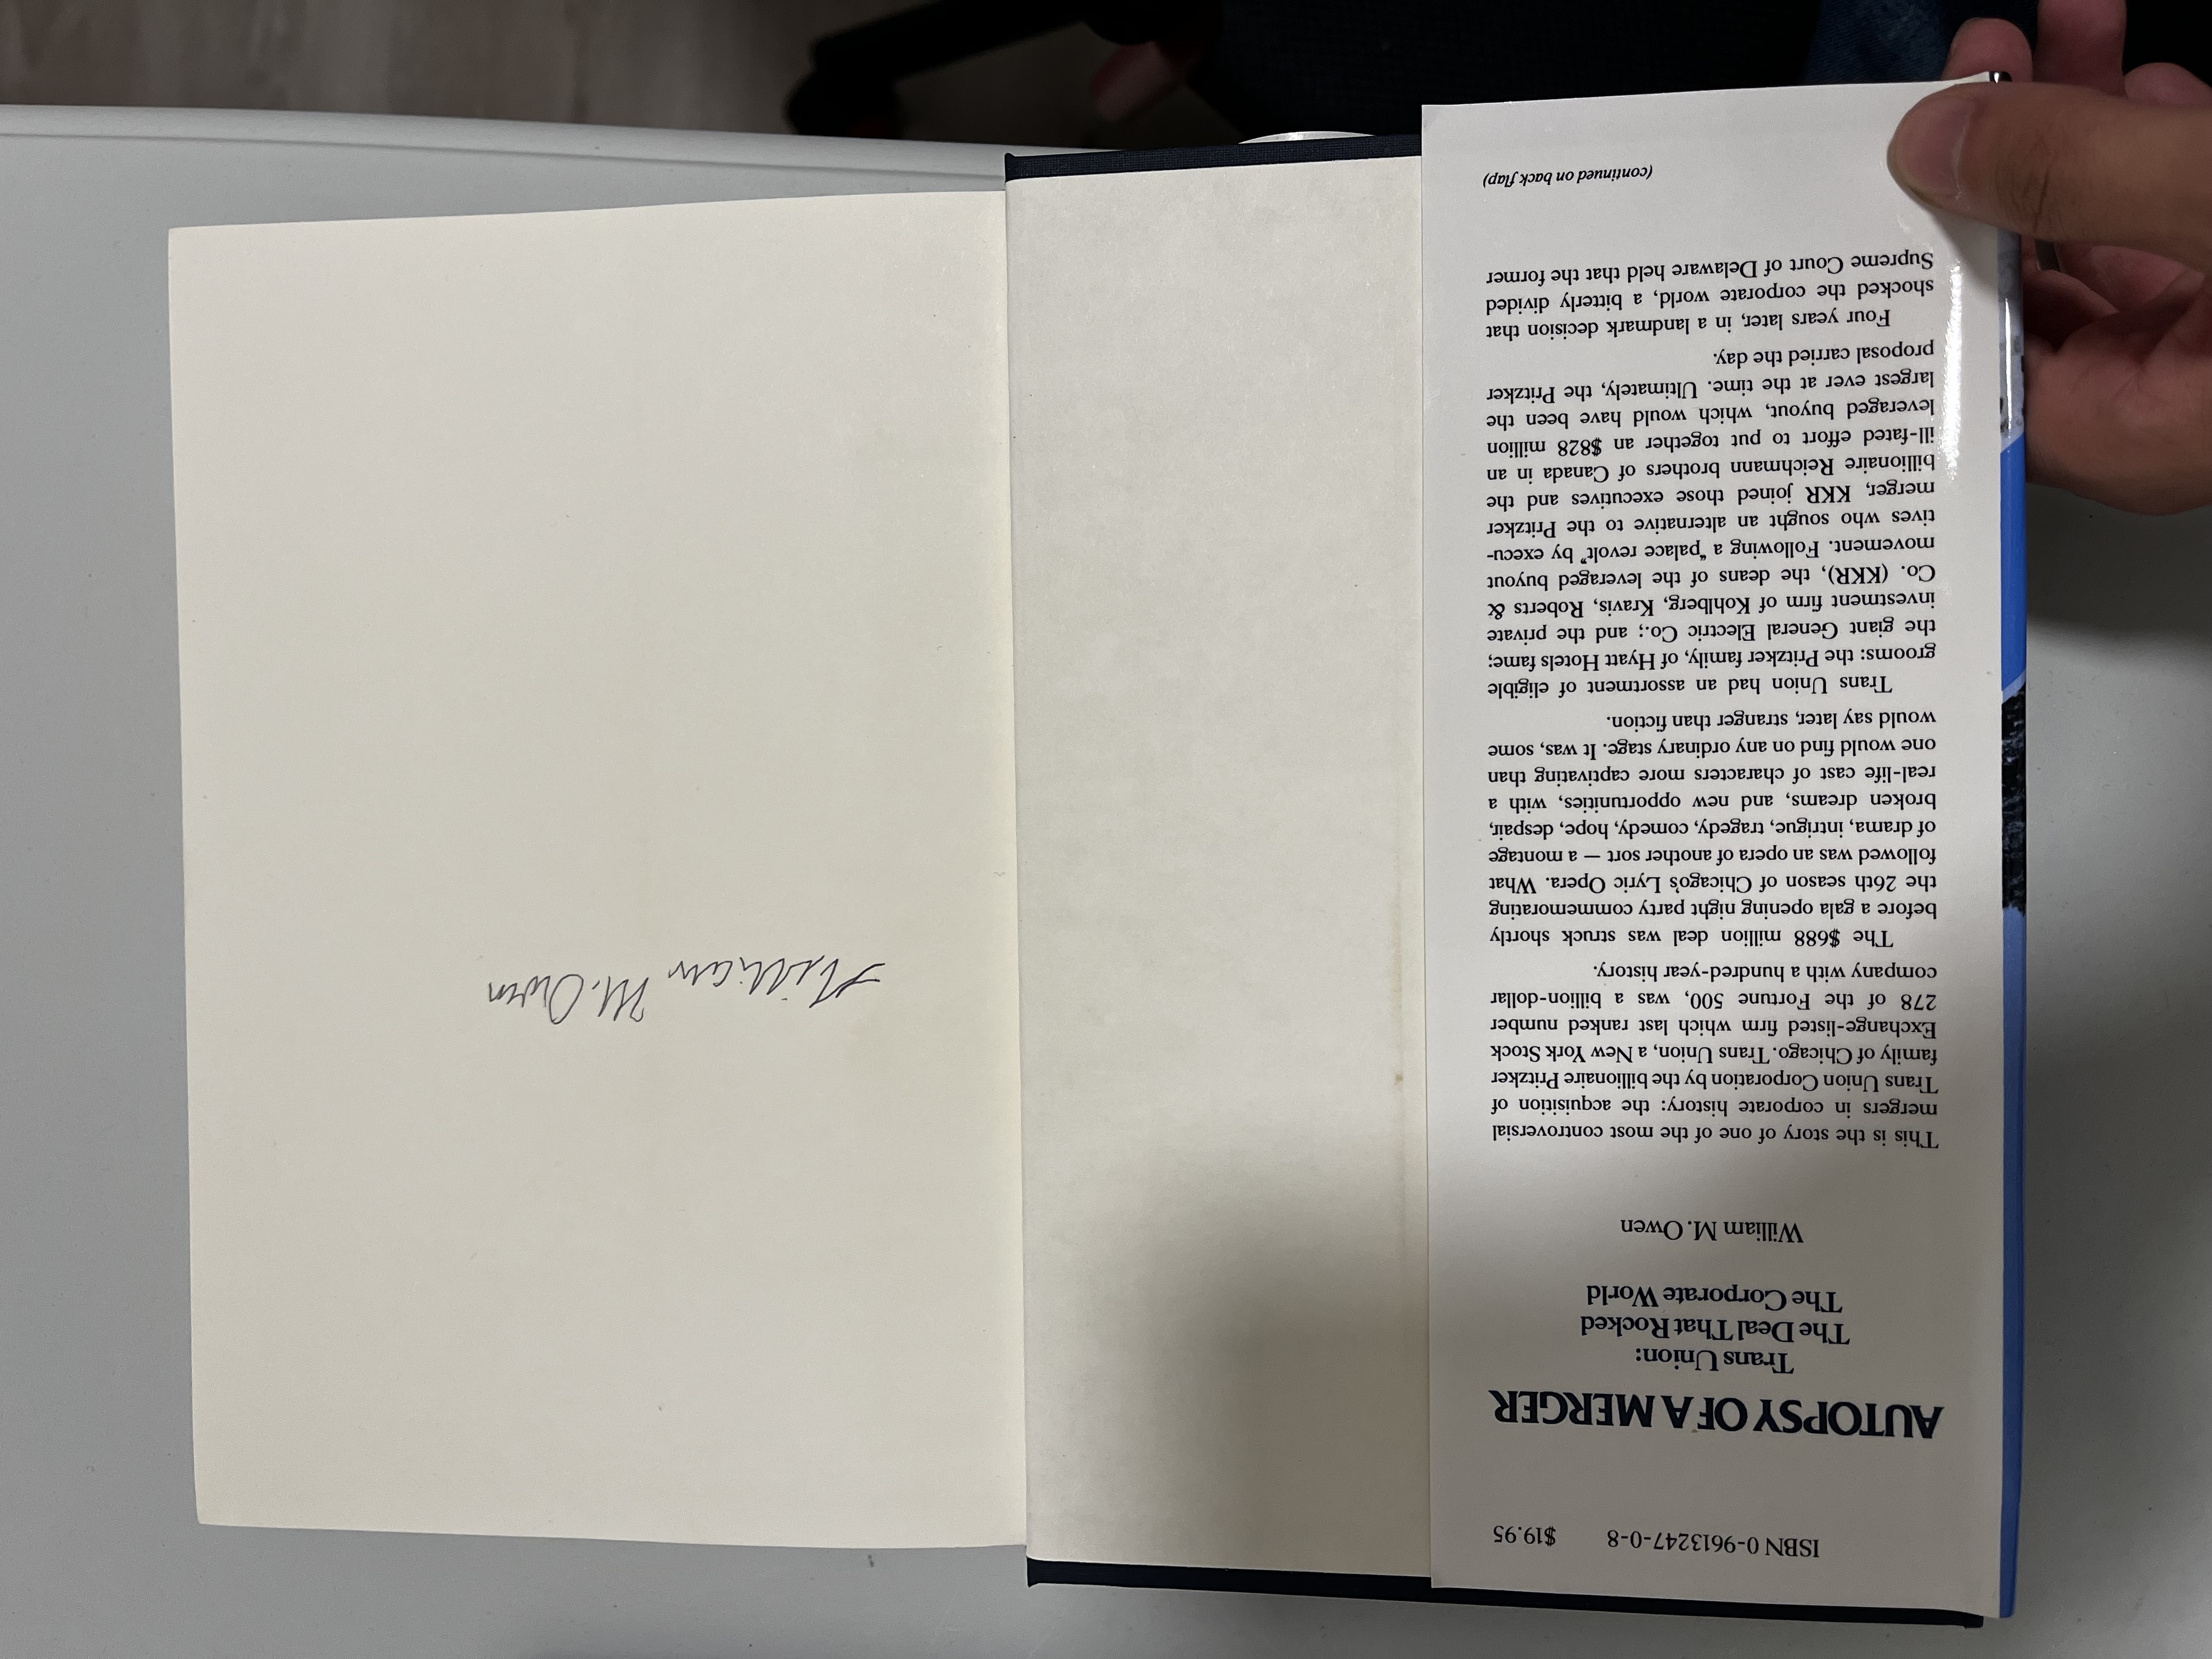 ISBN 0-9613247-0-8 $19.95
AUTOPSY OF A MERGER
Trans Union:
The Deal That Rocked
The Corporate World
William M. Owen
This is the story of one of the most controversial
mergers in corporate history: the acquisition of
Trans Union Corporation by the billionaire Pritzker
family of Chicago. Trans Union, a New York Stock
Exchange-listed firm which last ranked number
278 of the Fortune 500, was a billion-dollar
company with a hundred-year history.
The $688 million deal was struck shortly
before a gala opening night party commemorating
the 26th season of Chicago's Lyric Opera. What
followed was an opera of another sort — a montage
of drama, intrigue, tragedy, comedy, hope, despair,
broken dreams, and new opportunities, with a
real-life cast of characters more captivating than
one would find on any ordinary stage. It was, some
would say later, stranger than fiction.
Trans Union had an assortment of eligible
grooms: the Pritzker family, of Hyatt Hotels fame;
the giant General Electric Co.; and the private
investment firm of Kohlberg, Kravis, Roberts &
Co. (KKR), the deans of the leveraged buyout
movement. Following a "palace revolt" by execu-
tives who sought an alternative to the Pritzker
merger, KKR joined those executives and the
billionaire Reichmann brothers of Canada in an
ill-fated effort to put together an $828 million
leveraged buyout, which would have been the
largest ever at the time. Ultimately, the Pritzker
proposal carried the day.
Four years later, in a landmark decision that
shocked the corporate world, a bitterly divided
Supreme Court of Delaware held that the former
(continued on back flap)
William M. Owen